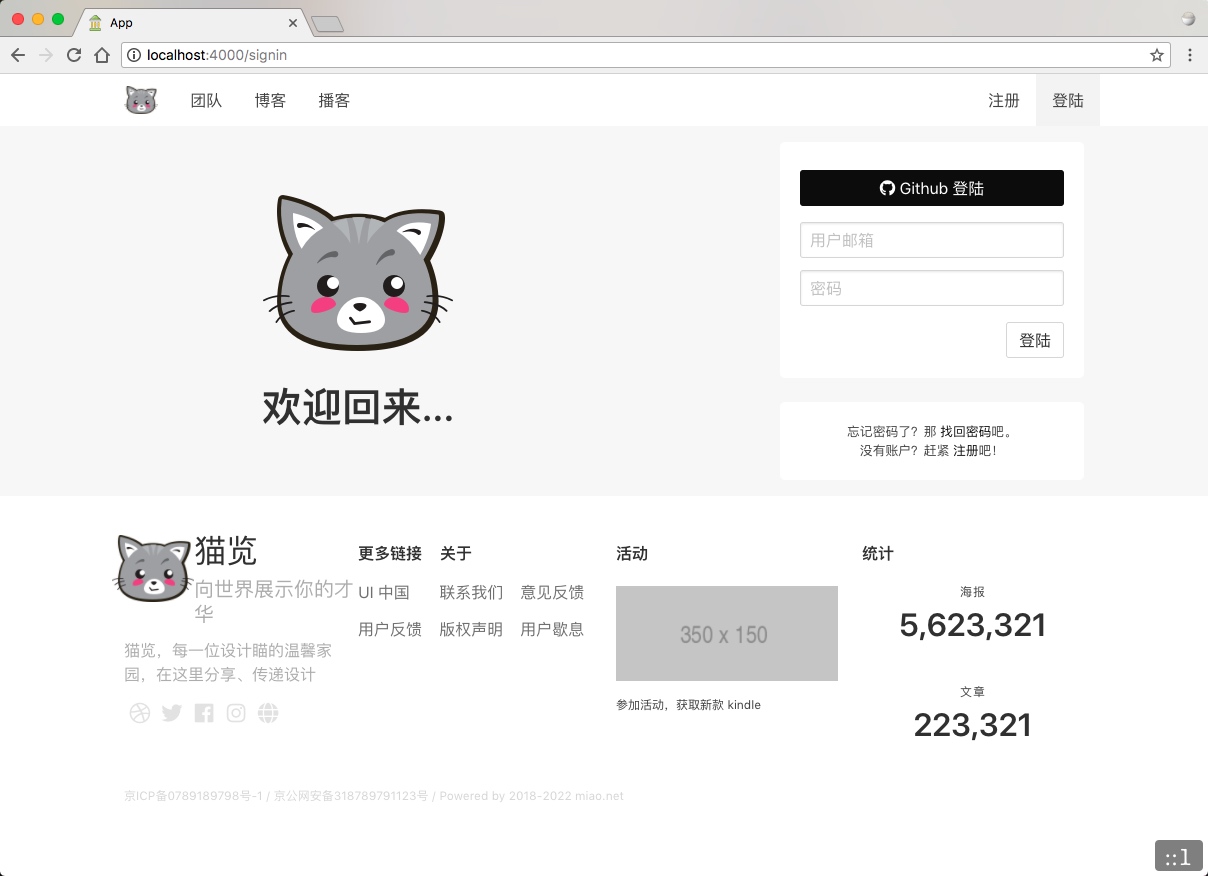 App
localhost:4000/signin
团队 博客 播客 注册 登陆
Github 登陆
用户邮箱
密码
登陆
欢迎回来...
忘记密码了？那 找回密码吧。
没有账户？赶紧 注册吧！
猫览
向世界展示你的才
华
猫览，每一位设计瞄的温馨家
园，在这里分享、传递设计
更多链接
UI 中国
用户反馈
关于
联系我们 意见反馈
版权声明 用户歇息
活动
350 x 150
参加活动，获取新款 kindle
统计
海报
5,623,321
文章
223,321
京ICP备0789189798号-1 / 京公网安备318789791123号 / Powered by 2018-2022 miao.net
::1